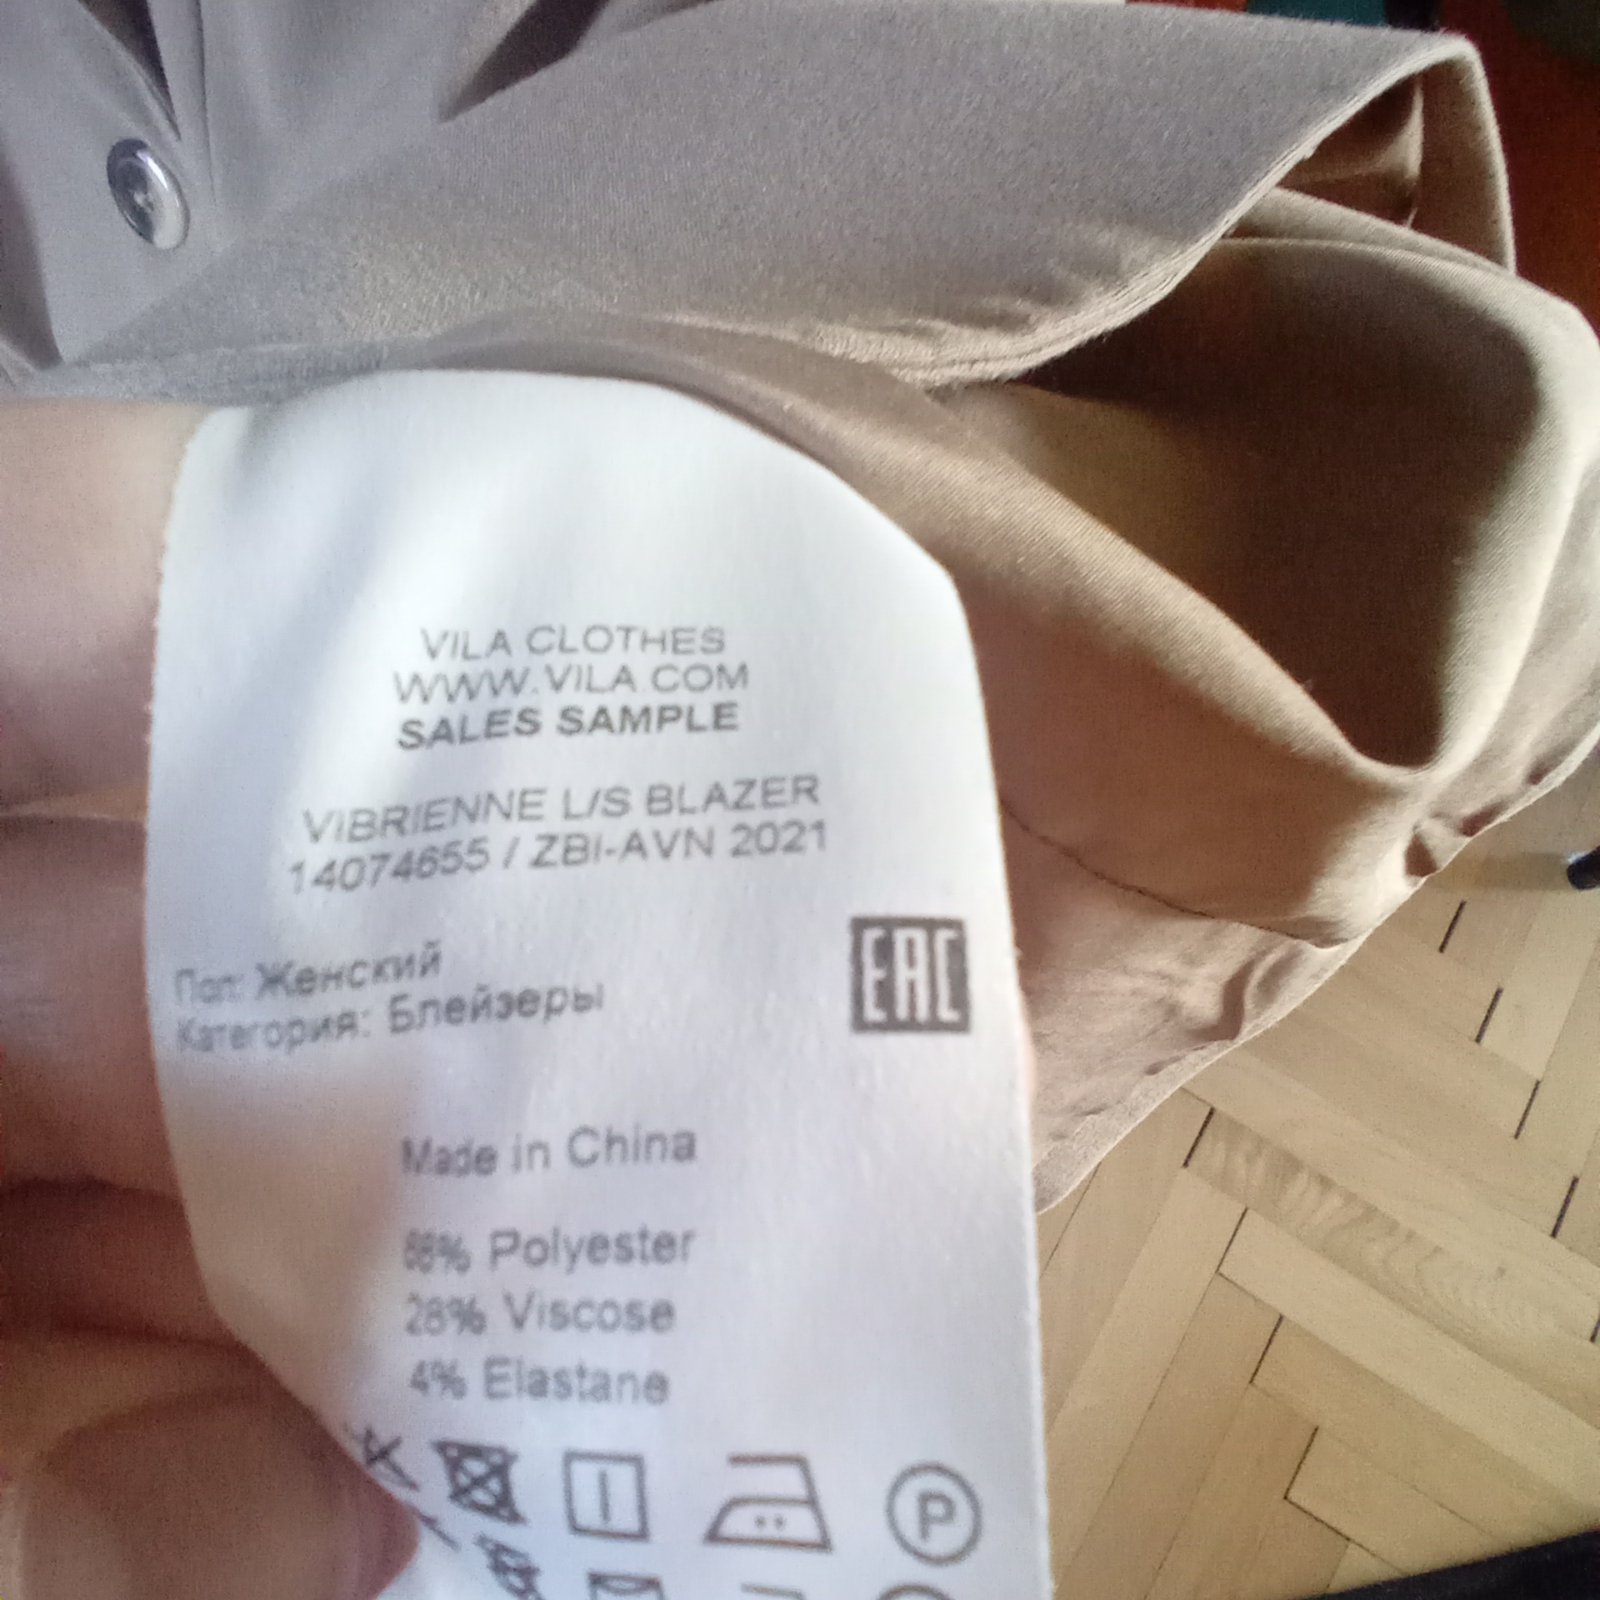 VILA CLOTHES
WWW.VILA.COM
SALES SAMPLE
VIBRIENNE L/S BLAZER
14074655 / ZBI-AVN 2021
Пол: Женский
Категория: Блейзеры
EAC
Made in China
68% Polyester
28% Viscose
4% Elastane
P